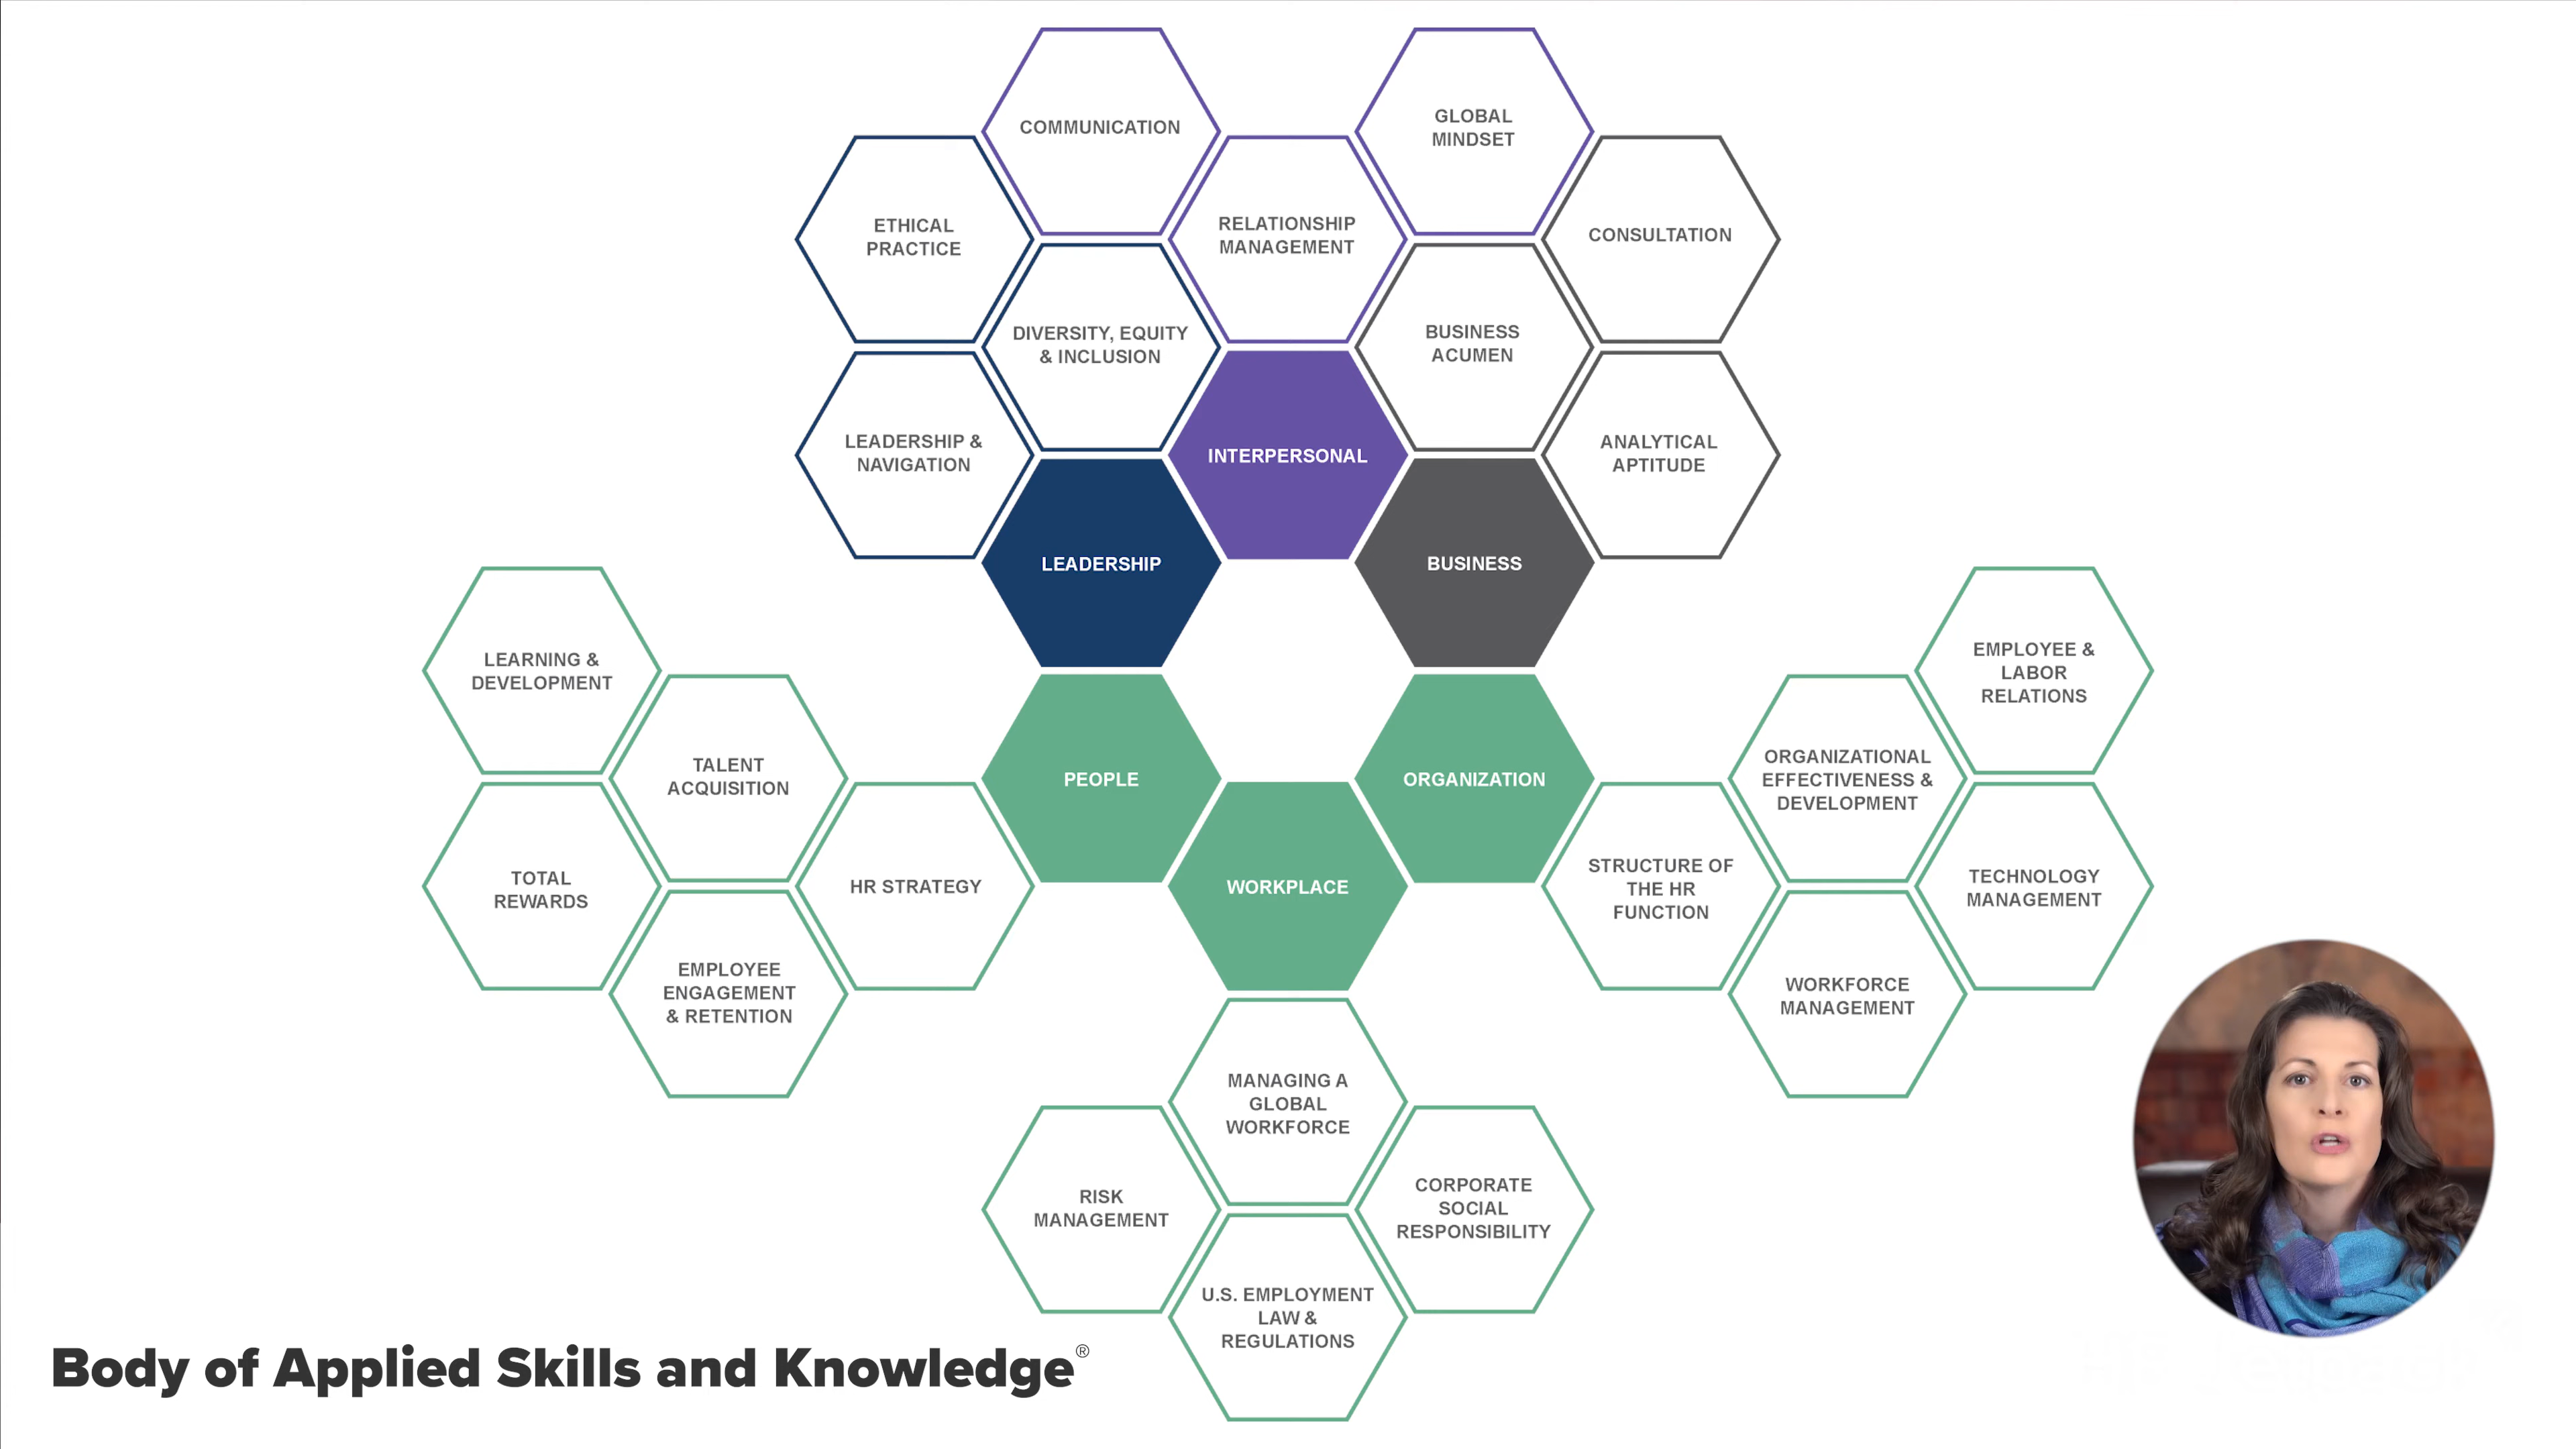 COMMUNICATION
GLOBAL
MINDSET
ETHICAL
PRACTICE
RELATIONSHIP
MANAGEMENT
CONSULTATION
DIVERSITY, EQUITY
& INCLUSION
BUSINESS
ACUMEN
LEADERSHIP &
NAVIGATION
INTERPERSONAL
ANALYTICAL
APTITUDE
LEADERSHIP
BUSINESS
LEARNING &
DEVELOPMENT
TALENT
ACQUISITION
TOTAL
REWARDS
EMPLOYEE
ENGAGEMENT
& RETENTION
HR STRATEGY
PEOPLE
WORKPLACE
ORGANIZATION
STRUCTURE OF
THE HR
FUNCTION
ORGANIZATIONAL
EFFECTIVENESS &
DEVELOPMENT
EMPLOYEE &
LABOR
RELATIONS
TECHNOLOGY
MANAGEMENT
WORKFORCE
MANAGEMENT
MANAGING A
GLOBAL
WORKFORCE
RISK
MANAGEMENT
CORPORATE
SOCIAL
RESPONSIBILITY
U.S. EMPLOYMENT
LAW &
REGULATIONS
Body of Applied Skills and Knowledge®